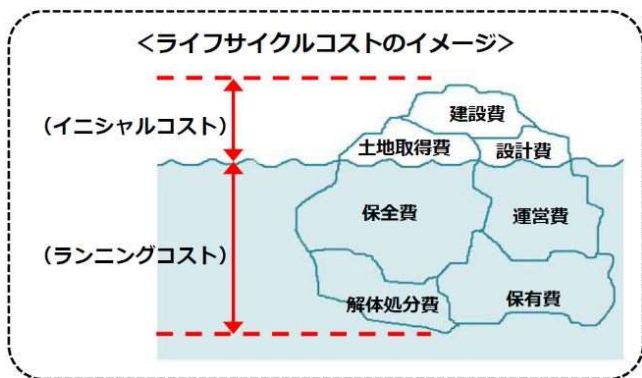 <ライフサイクルコストのイメージ>
(イニシャルコスト)
建設費
土地取得費
設計費
(ランニングコスト)
保全費
運営費
解体処分費
保有費